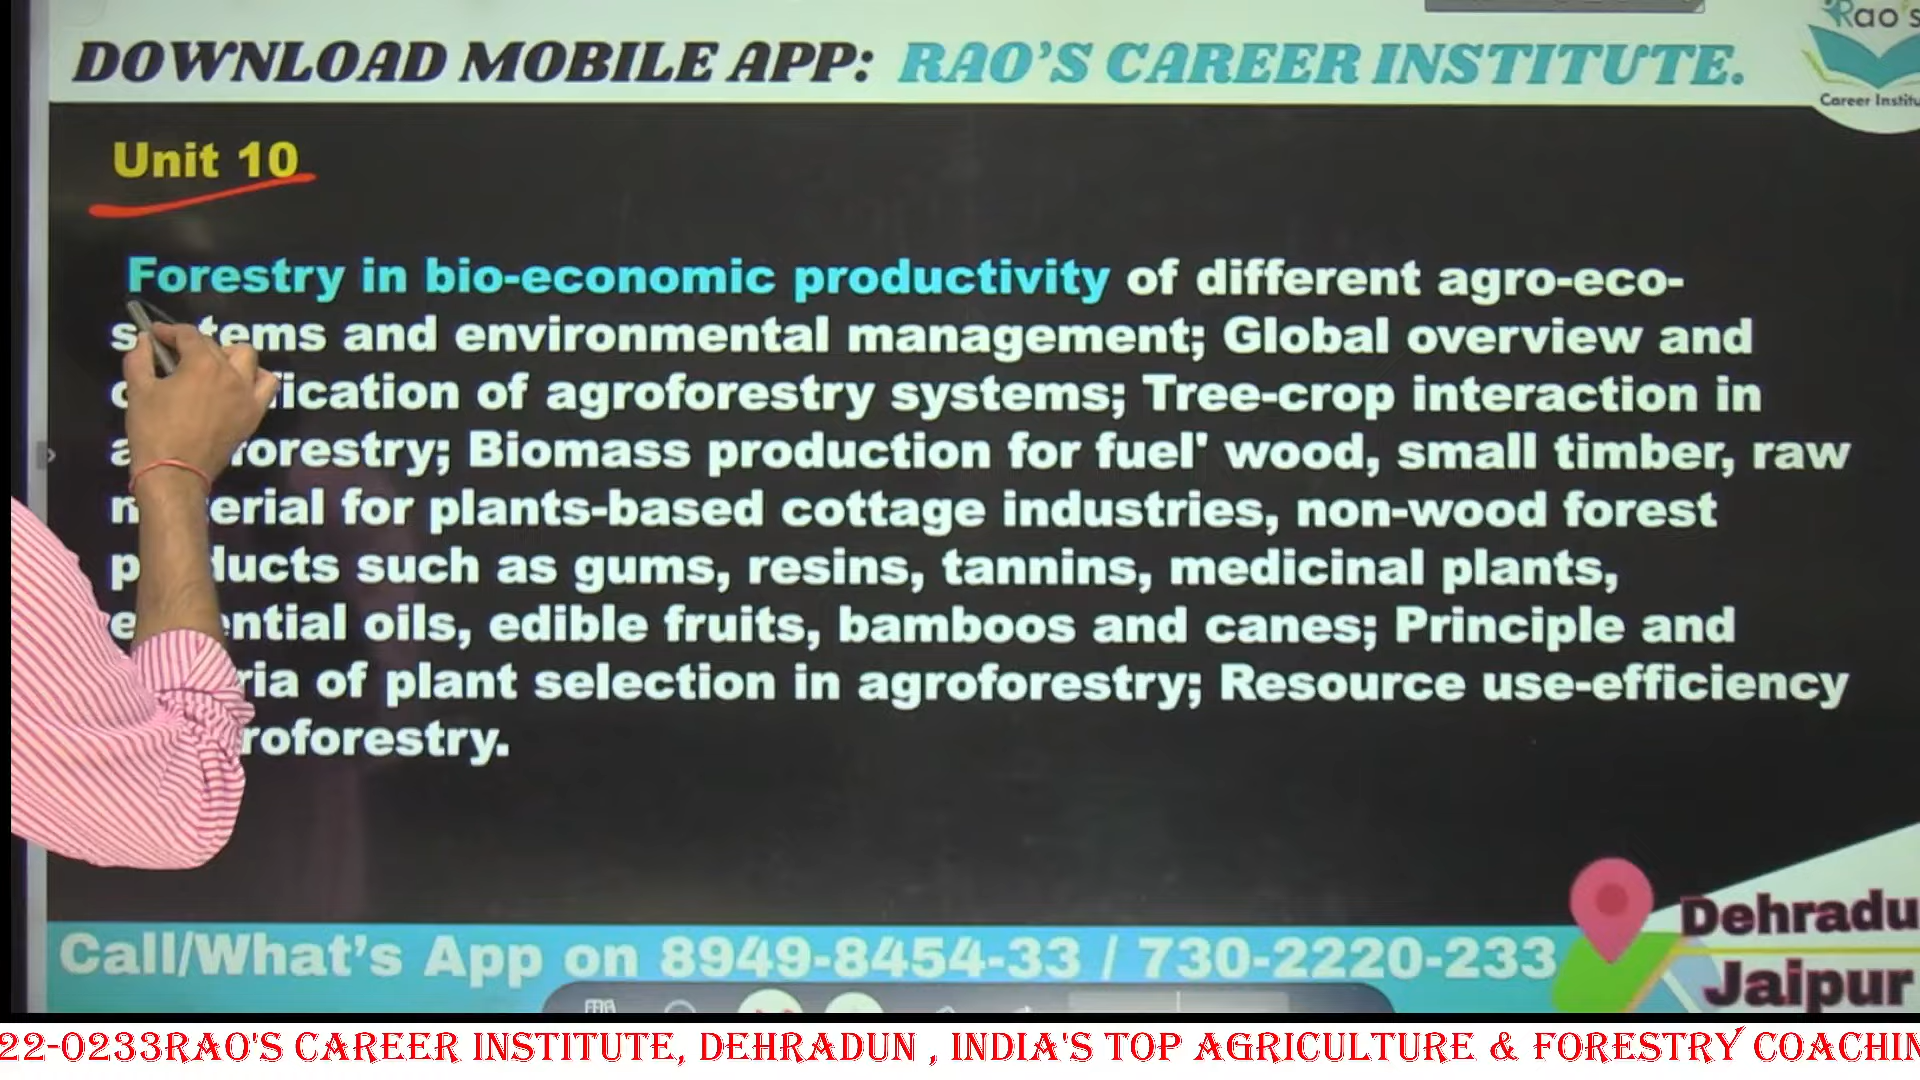 Rao's
DOWNLOAD MOBILE APP: RAO'S CAREER INSTITUTE.
Career Institu
Unit 10
Forestry in bio-economic productivity of different agro-eco-
tems and environmental management; Global overview and
ification of agroforestry systems; Tree-crop interaction in
forestry; Biomass production for fuel' wood, small timber, raw
erial for plants-based cottage industries, non-wood forest
ducts such as gums, resins, tannins, medicinal plants,
ntial oils, edible fruits, bamboos and canes; Principle and
ria of plant selection in agroforestry; Resource use-efficiency
roforestry.
Dehradu
Call/What's App on 8949-8454-33 / 730-2220-233
Jaipur
22-0233RAO'S CAREER INSTITUTE, DEHRADUN , INDIA'S TOP AGRICULTURE & FORESTRY COACHIN